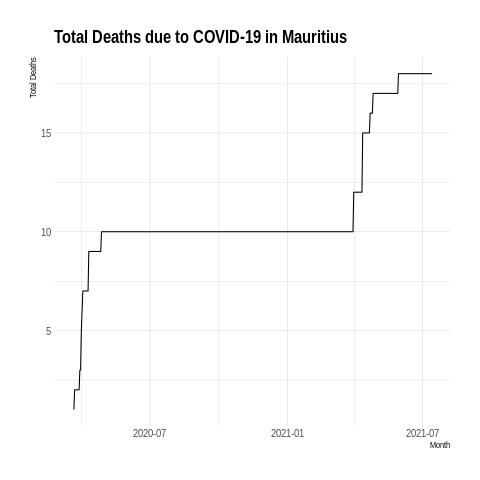 Total Deaths due to COVID-19 in Mauritius
Total Deaths
15
10
5
2020-07
2021-01
2021-07
Month